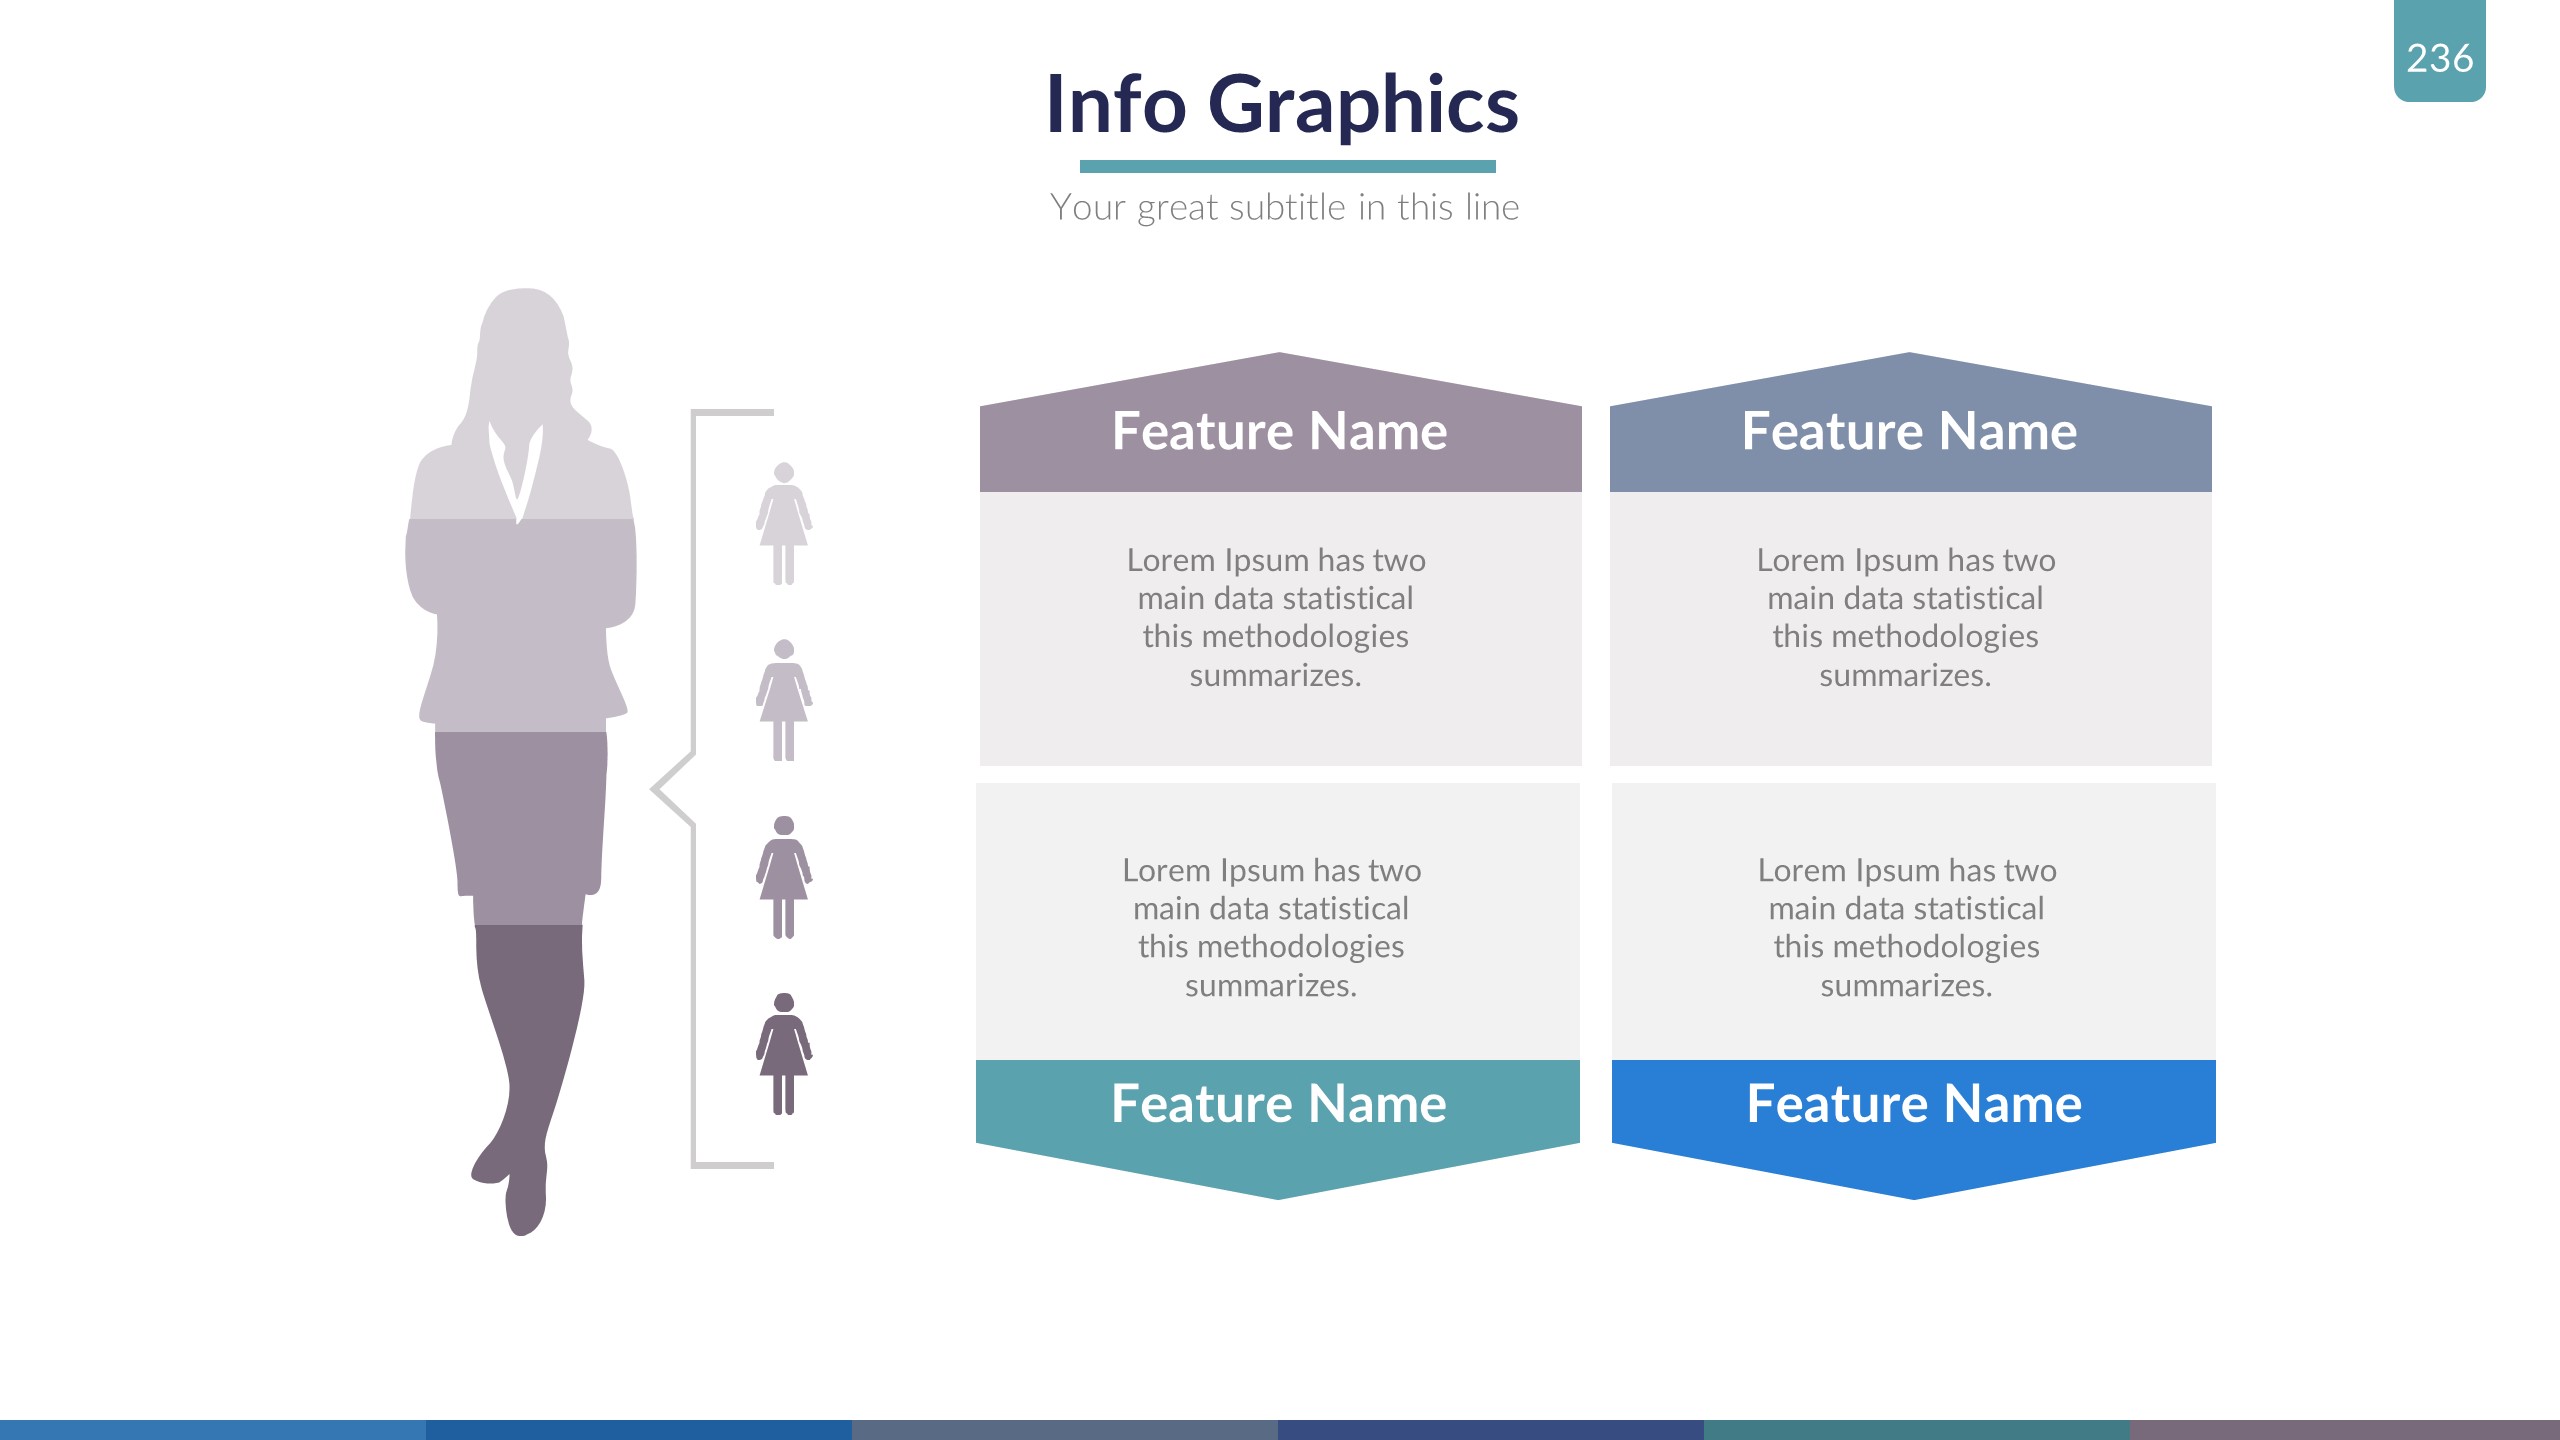 236
Info Graphics
Your great subtitle in this line
Feature Name
Lorem Ipsum has two
main data statistical
this methodologies
summarizes.
Feature Name
Lorem Ipsum has two
main data statistical
this methodologies
summarizes.
Lorem Ipsum has two
main data statistical
this methodologies
summarizes.
Feature Name
Lorem Ipsum has two
main data statistical
this methodologies
summarizes.
Feature Name